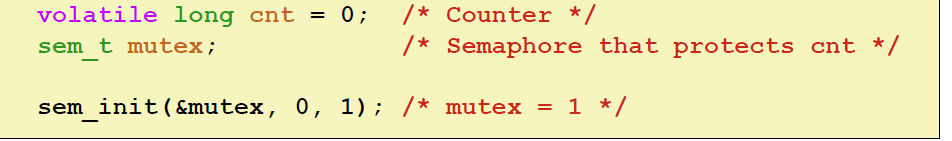 volatile long cnt = 0;  /* Counter */
sem_t mutex;            /* Semaphore that protects cnt */
sem_init(&mutex, 0, 1); /* mutex = 1 */